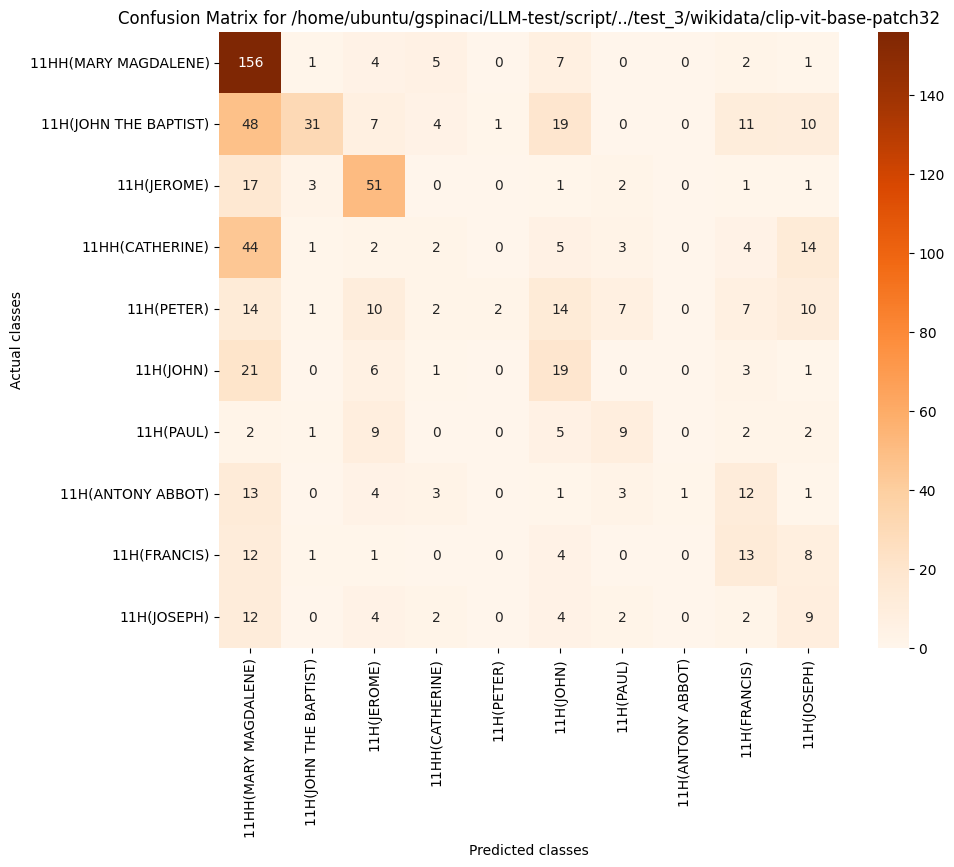 Confusion Matrix for /home/ubuntu/gspinaci/LLM-test/script/../test_3/wikidata/clip-vit-base-patch32
11HH(MARY MAGDALENE) 156 1 4 5 0 7 0 0 2 1
11H(JOHN THE BAPTIST) 48 31 7 4 1 19 0 0 11 10
11H(JEROME) 17 3 51 0 0 1 2 0 1 1
11HH(CATHERINE) 44 1 2 2 0 5 3 0 4 14
11H(PETER) 14 1 10 2 2 14 7 0 7 10
11H(JOHN) 21 0 6 1 0 19 0 0 3 1
11H(PAUL) 2 1 9 0 0 5 9 0 2 2
11H(ANTONY ABBOT) 13 0 4 3 0 1 3 1 12 1
11H(FRANCIS) 12 1 1 0 0 4 0 0 13 8
11H(JOSEPH) 12 0 4 2 0 4 2 0 2 9
Actual classes
11HH(MARY MAGDALENE)
11H(JOHN THE BAPTIST)
11H(JEROME)
11HH(CATHERINE)
11H(PETER)
11H(JOHN)
11H(PAUL)
11H(ANTONY ABBOT)
11H(FRANCIS)
11H(JOSEPH)
Predicted classes
140
120
100
80
60
40
20
0